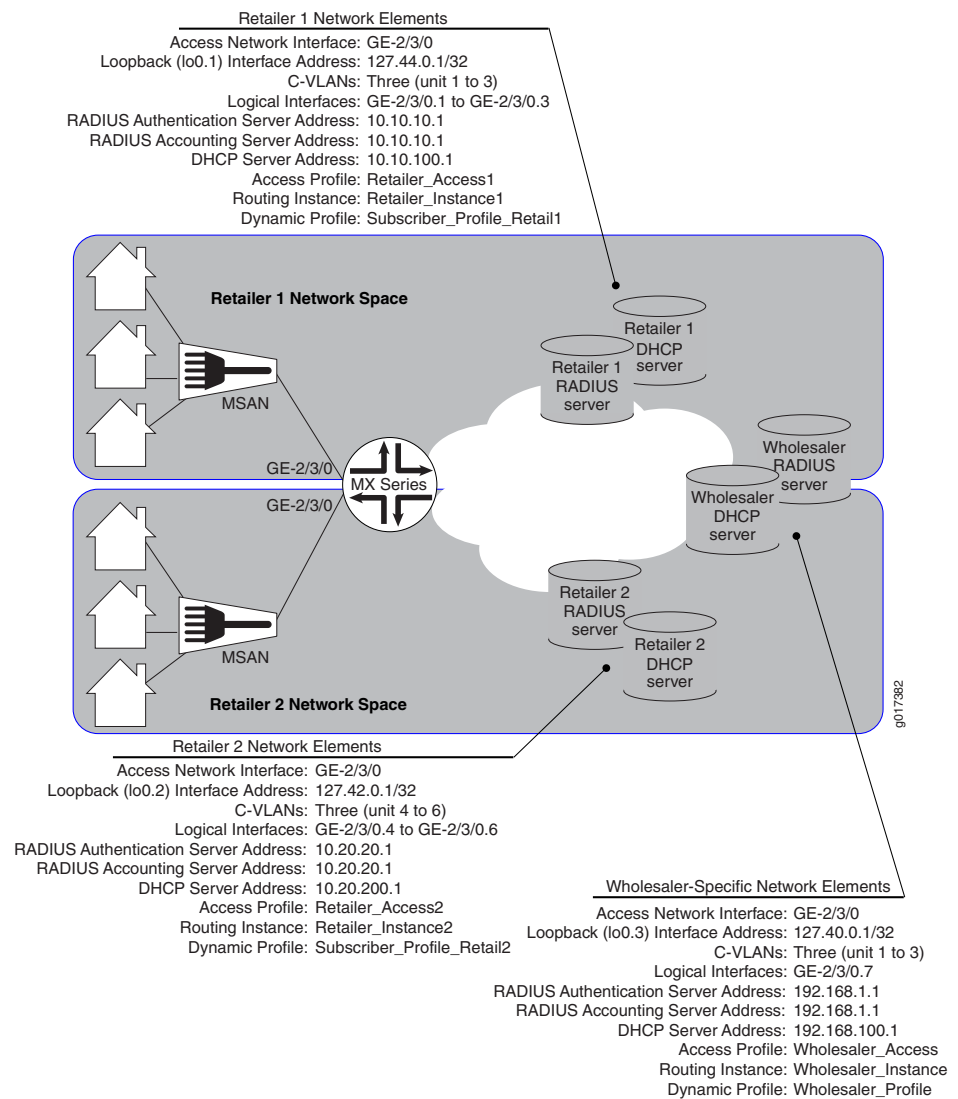 Retailer 1 Network Elements
Access Network Interface: GE-2/3/0
Loopback (lo0.1) Interface Address: 127.44.0.1/32
C-VLANs: Three (unit 1 to 3)
Logical Interfaces: GE-2/3/0.1 to GE-2/3/0.3
RADIUS Authentication Server Address: 10.10.10.1
RADIUS Accounting Server Address: 10.10.10.1
DHCP Server Address: 10.10.100.1
Access Profile: Retailer_Access1
Routing Instance: Retailer_Instance1
Dynamic Profile: Subscriber_Profile_Retail1
Retailer 1 Network Space
Retailer 1
DHCP
server
Retailer 1
RADIUS
server
MSAN
Wholesaler
RADIUS
server
GE-2/3/0
MX Series
GE-2/3/0
Wholesaler
DHCP
server
Retailer 2
RADIUS
server
Retailer 2
DHCP
server
MSAN
Retailer 2 Network Space
g017382
Retailer 2 Network Elements
Access Network Interface: GE-2/3/0
Loopback (lo0.2) Interface Address: 127.42.0.1/32
C-VLANs: Three (unit 4 to 6)
Logical Interfaces: GE-2/3/0.4 to GE-2/3/0.6
RADIUS Authentication Server Address: 10.20.20.1
RADIUS Accounting Server Address: 10.20.20.1
DHCP Server Address: 10.20.200.1
Access Profile: Retailer_Access2
Routing Instance: Retailer_Instance2
Dynamic Profile: Subscriber_Profile_Retail2
Wholesaler-Specific Network Elements
Access Network Interface: GE-2/3/0
Loopback (lo0.3) Interface Address: 127.40.0.1/32
C-VLANs: Three (unit 1 to 3)
Logical Interfaces: GE-2/3/0.7
RADIUS Authentication Server Address: 192.168.1.1
RADIUS Accounting Server Address: 192.168.1.1
DHCP Server Address: 192.168.100.1
Access Profile: Wholesaler_Access
Routing Instance: Wholesaler_Instance
Dynamic Profile: Wholesaler_Profile